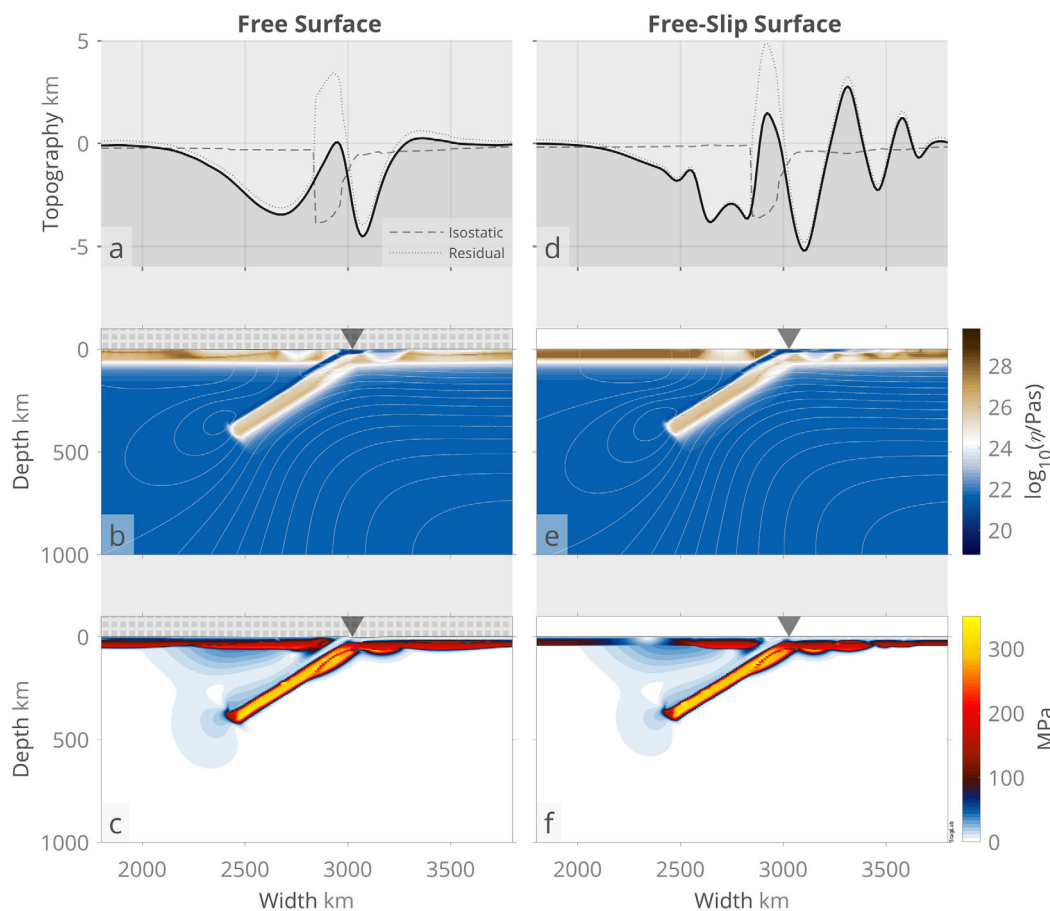 Free Surface
Free-Slip Surface
5
0
-5
Topography km
a
Isostatic
Residual
d
0
500
1000
Depth km
b
e
28
26
24
22
20
log10(η/Pas)
0
500
1000
Depth km
c
f
StagLab
300
200
100
0
MPa
2000
2500
3000
3500
2000
2500
3000
3500
Width km
Width km